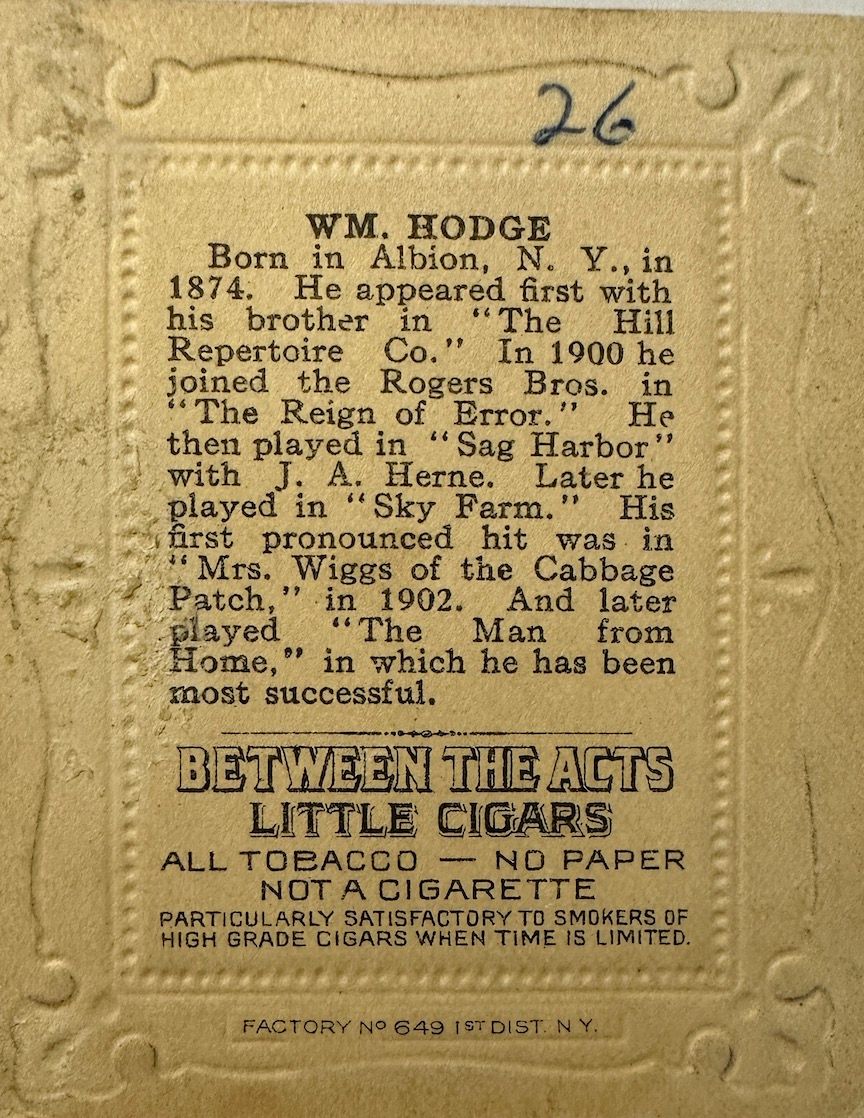 26
WM. HODGE
Born in Albion, N. Y., in
1874. He appeared first with
his brother in "The Hill
Repertoire Co." In 1900 he
joined the Rogers Bros. in
"The Reign of Error." He
then played in "Sag Harbor"
with J. A. Herne. Later he
played in "Sky Farm." His
first pronounced hit was in
"Mrs. Wiggs of the Cabbage
Patch," in 1902. And later
played "The Man from
Home," in which he has been
most successful.
BETWEEN THE ACTS
LITTLE CIGARS
ALL TOBACCO — NO PAPER
NOT A CIGARETTE
PARTICULARLY SATISFACTORY TO SMOKERS OF
HIGH GRADE CIGARS WHEN TIME IS LIMITED.
FACTORY Nº 649 1ST DIST. N Y.